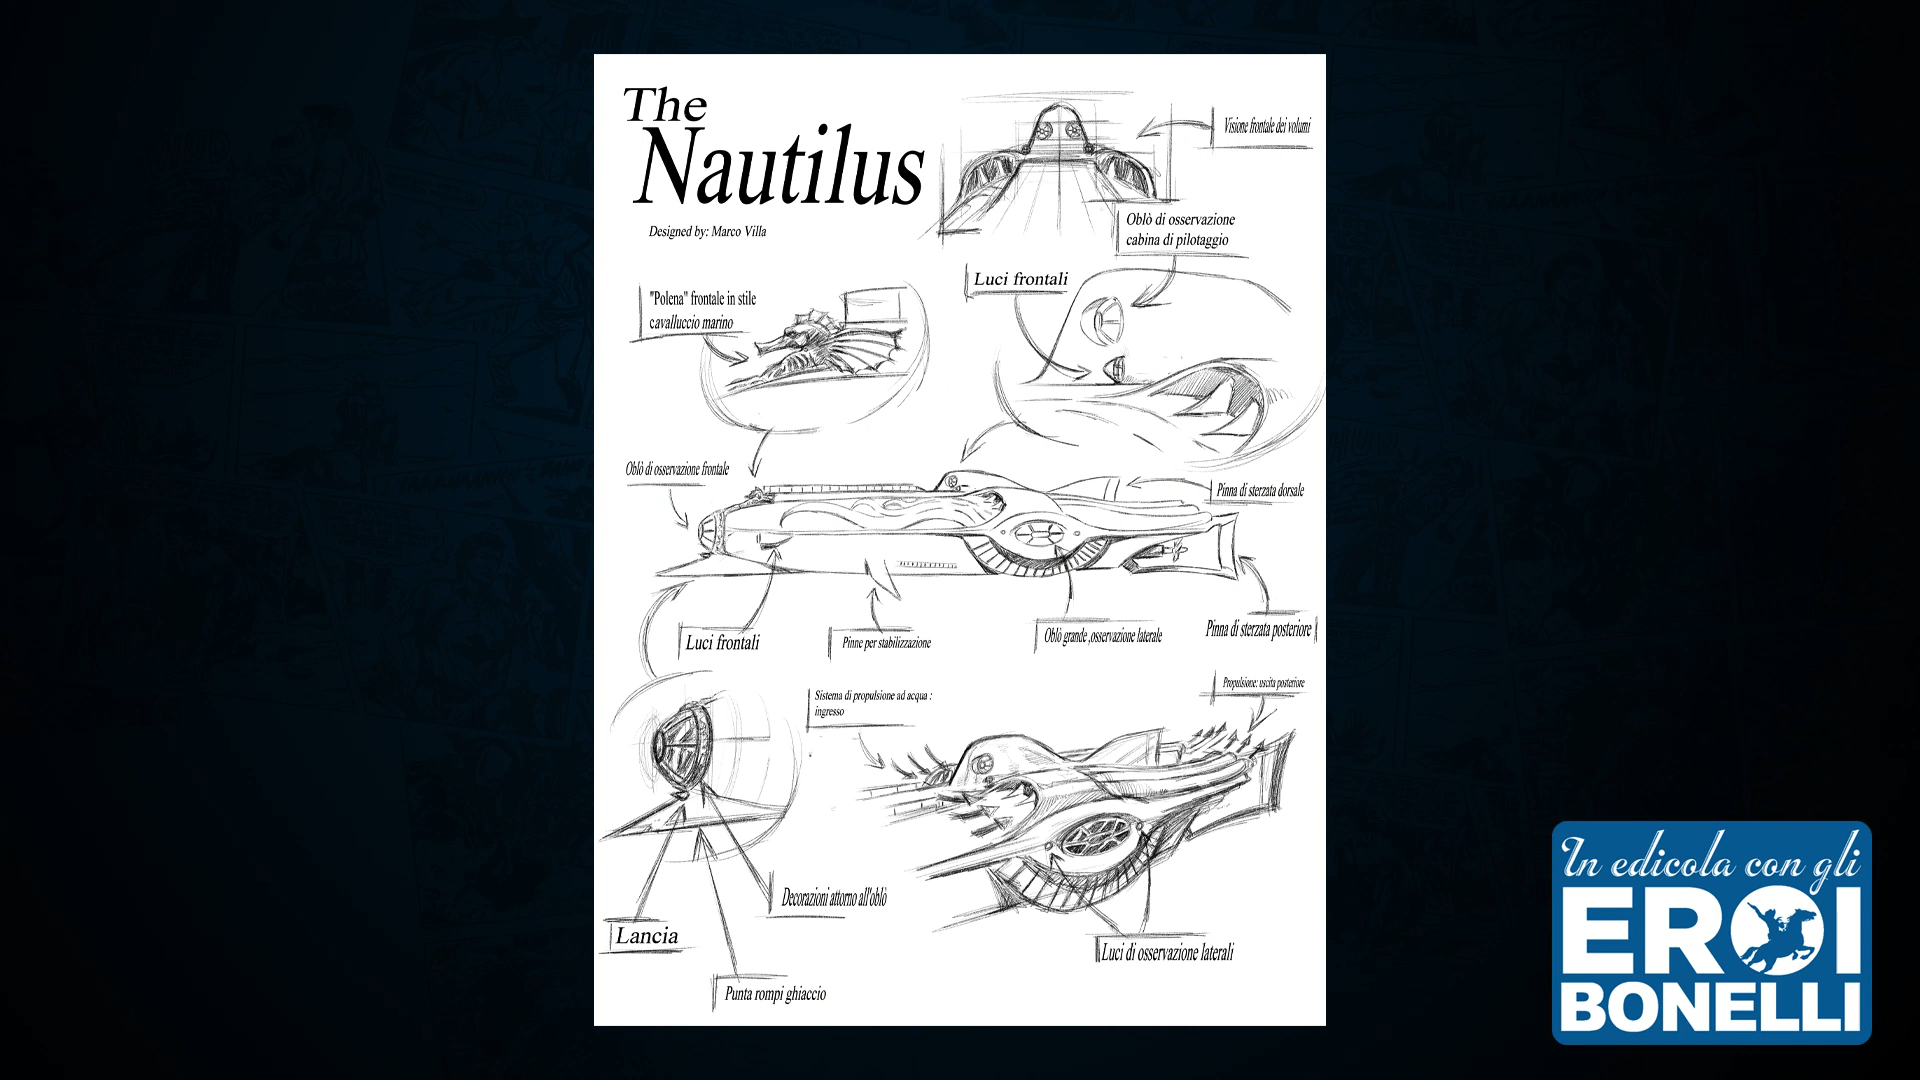 The
Nautilus
Designed by: Marco Villa
Visione frontale dei volumi
Oblò di osservazione
cabina di pilotaggio
Luci frontali
"Polena" frontale in stile
cavalluccio marino
Oblò di osservazione frontale
Pinna di sterzata dorsale
Luci frontali
Pinne per stabilizzazione
Oblò grande ,osservazione laterale
Pinna di sterzata posteriore
Sistema di propulsione ad acqua :
ingresso
Propulsione: uscita posteriore
Decorazioni attorno all'oblò
Lancia
Punta rompi ghiaccio
Luci di osservazione laterali
In edicola con gli
EROI
BONELLI